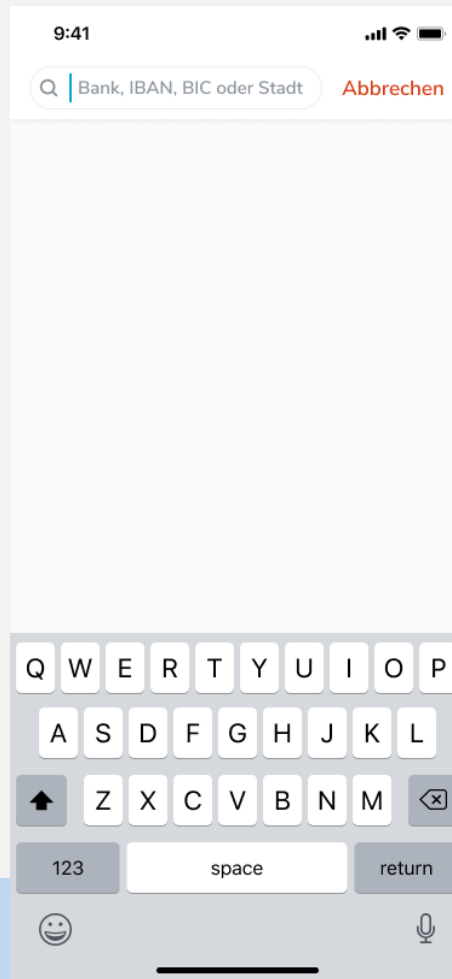 9:41
Bank, IBAN, BIC oder Stadt Abbrechen
Q W E R T Y U I O P
A S D F G H J K L
Z X C V B N M
123 space return